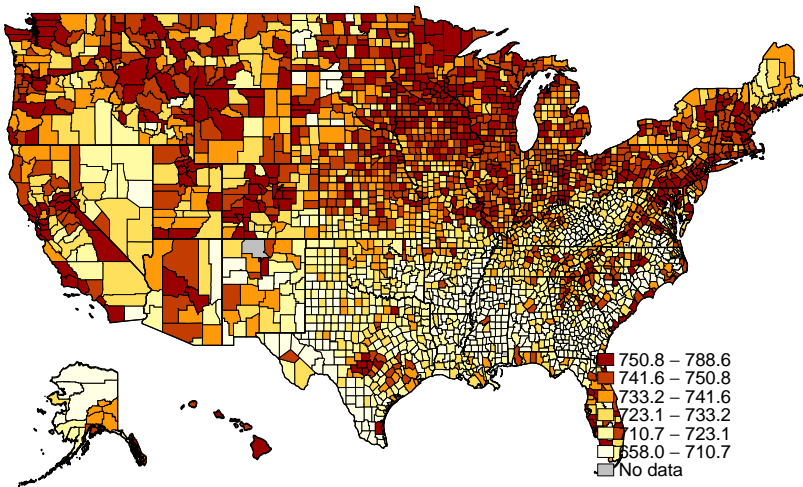 750.8 – 788.6
741.6 – 750.8
733.2 – 741.6
723.1 – 733.2
710.7 – 723.1
658.0 – 710.7
No data